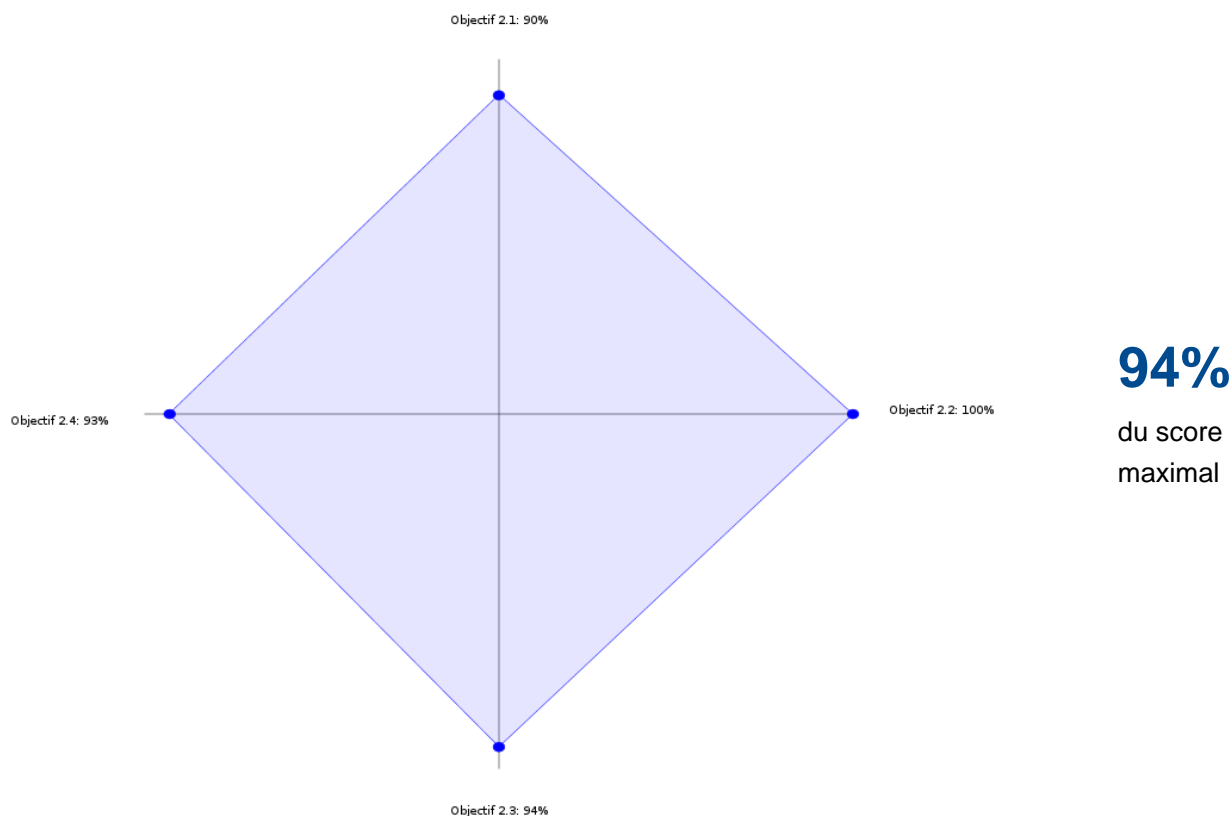 Objectif 2.1: 90%
Objectif 2.2: 100%
Objectif 2.4: 93%
Objectif 2.3: 94%
94%
du score
maximal